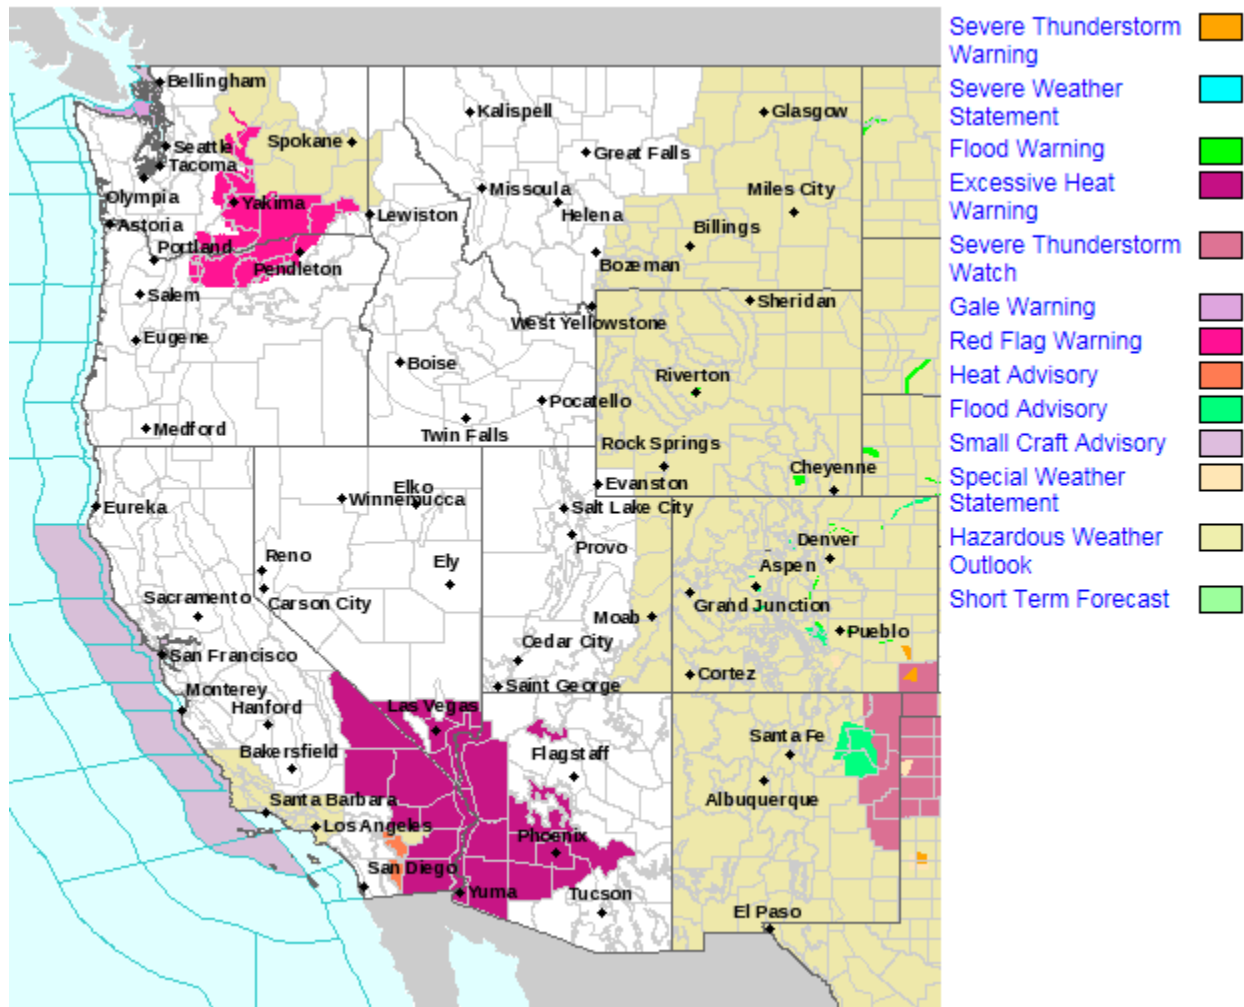 Bellingham
Kalispell
Glasgow
Seattle
Spokane
Great Falls
Tacoma
Missoula
Miles City
Olympia
Yakima
Lewiston
Helena
Astoria
Billings
Portland
Pendleton
Bozeman
Salem
Sheridan
West Yellowstone
Eugene
Boise
Riverton
Pocatello
Medford
Twin Falls
Rock Springs
Cheyenne
Elko
Evanston
Winnemucca
Eureka
Salt Lake City
Reno
Provo
Denver
Ely
Aspen
Sacramento
Carson City
Grand Junction
Moab
Pueblo
Cedar City
San Francisco
Cortez
Saint George
Monterey
Hanford
Las Vegas
Santa Fe
Bakersfield
Flagstaff
Santa Barbara
Albuquerque
Los Angeles
Phoenix
San Diego
Yuma
Tucson
El Paso
Severe Thunderstorm
Warning
Severe Weather
Statement
Flood Warning
Excessive Heat
Warning
Severe Thunderstorm
Watch
Gale Warning
Red Flag Warning
Heat Advisory
Flood Advisory
Small Craft Advisory
Special Weather
Statement
Hazardous Weather
Outlook
Short Term Forecast